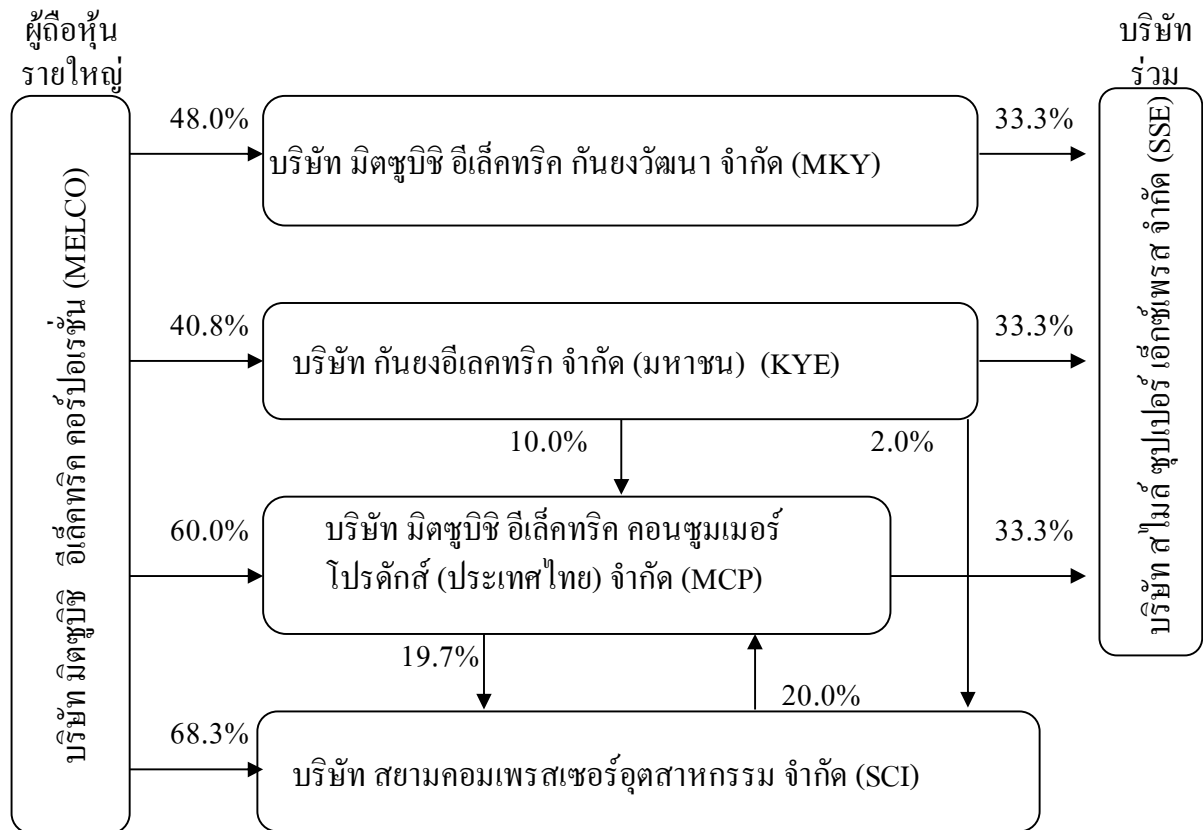 ผู้ถือหุ้น
รายใหญ่
บริษัท
ร่วม
บริษัท มิตซูบิชิ อีเล็คทริค คอร์ปอเรชั่น (MELCO)
48.0%
บริษัท มิตซูบิชิ อีเล็คทริค กันยงวัฒนา จำกัด (MKY)
33.3%
บริษัท สไมล์ ซุปเปอร์ เอ็กซ์เพรส จำกัด (SSE)
40.8%
บริษัท กันยงอีเลคทริก จำกัด (มหาชน) (KYE)
33.3%
10.0%
2.0%
60.0%
บริษัท มิตซูบิชิ อีเล็คทริค คอนซูมเมอร์
โปรดักส์ (ประเทศไทย) จำกัด (MCP)
33.3%
19.7%
20.0%
68.3%
บริษัท สยามคอมเพรสเซอร์อุตสาหกรรม จำกัด (SCI)